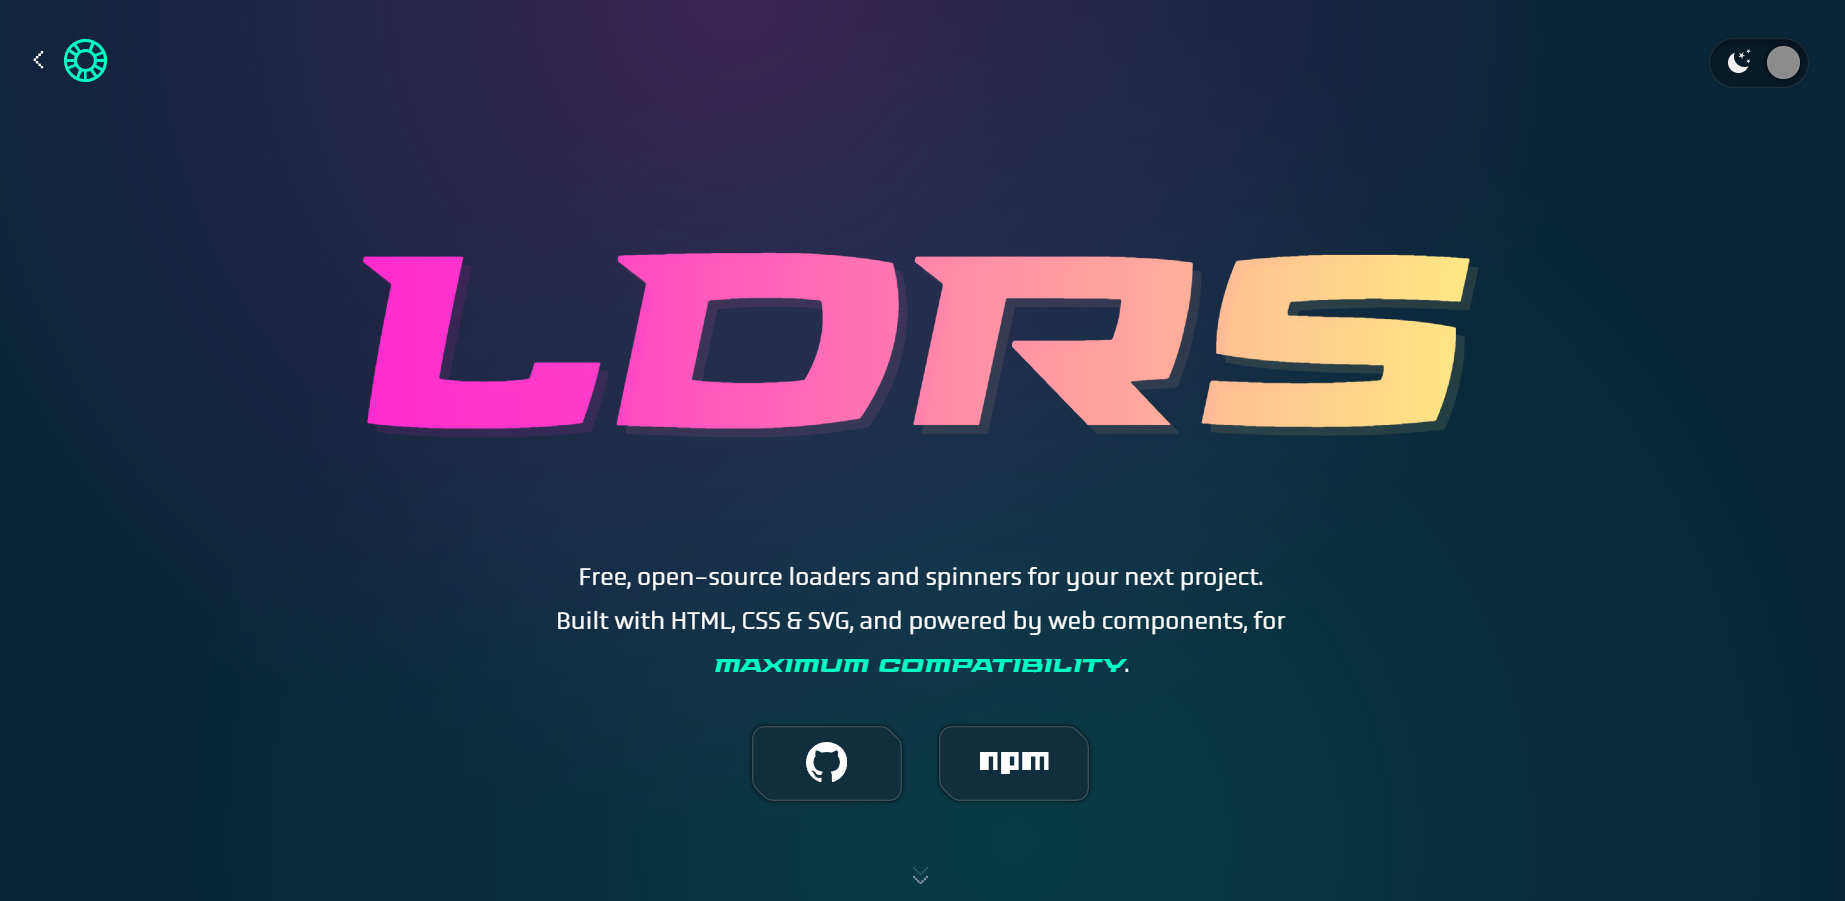 LDRS
Free, open-source loaders and spinners for your next project.
Built with HTML, CSS & SVG, and powered by web components, for
MAXIMUM COMPATIBILITY.
npm